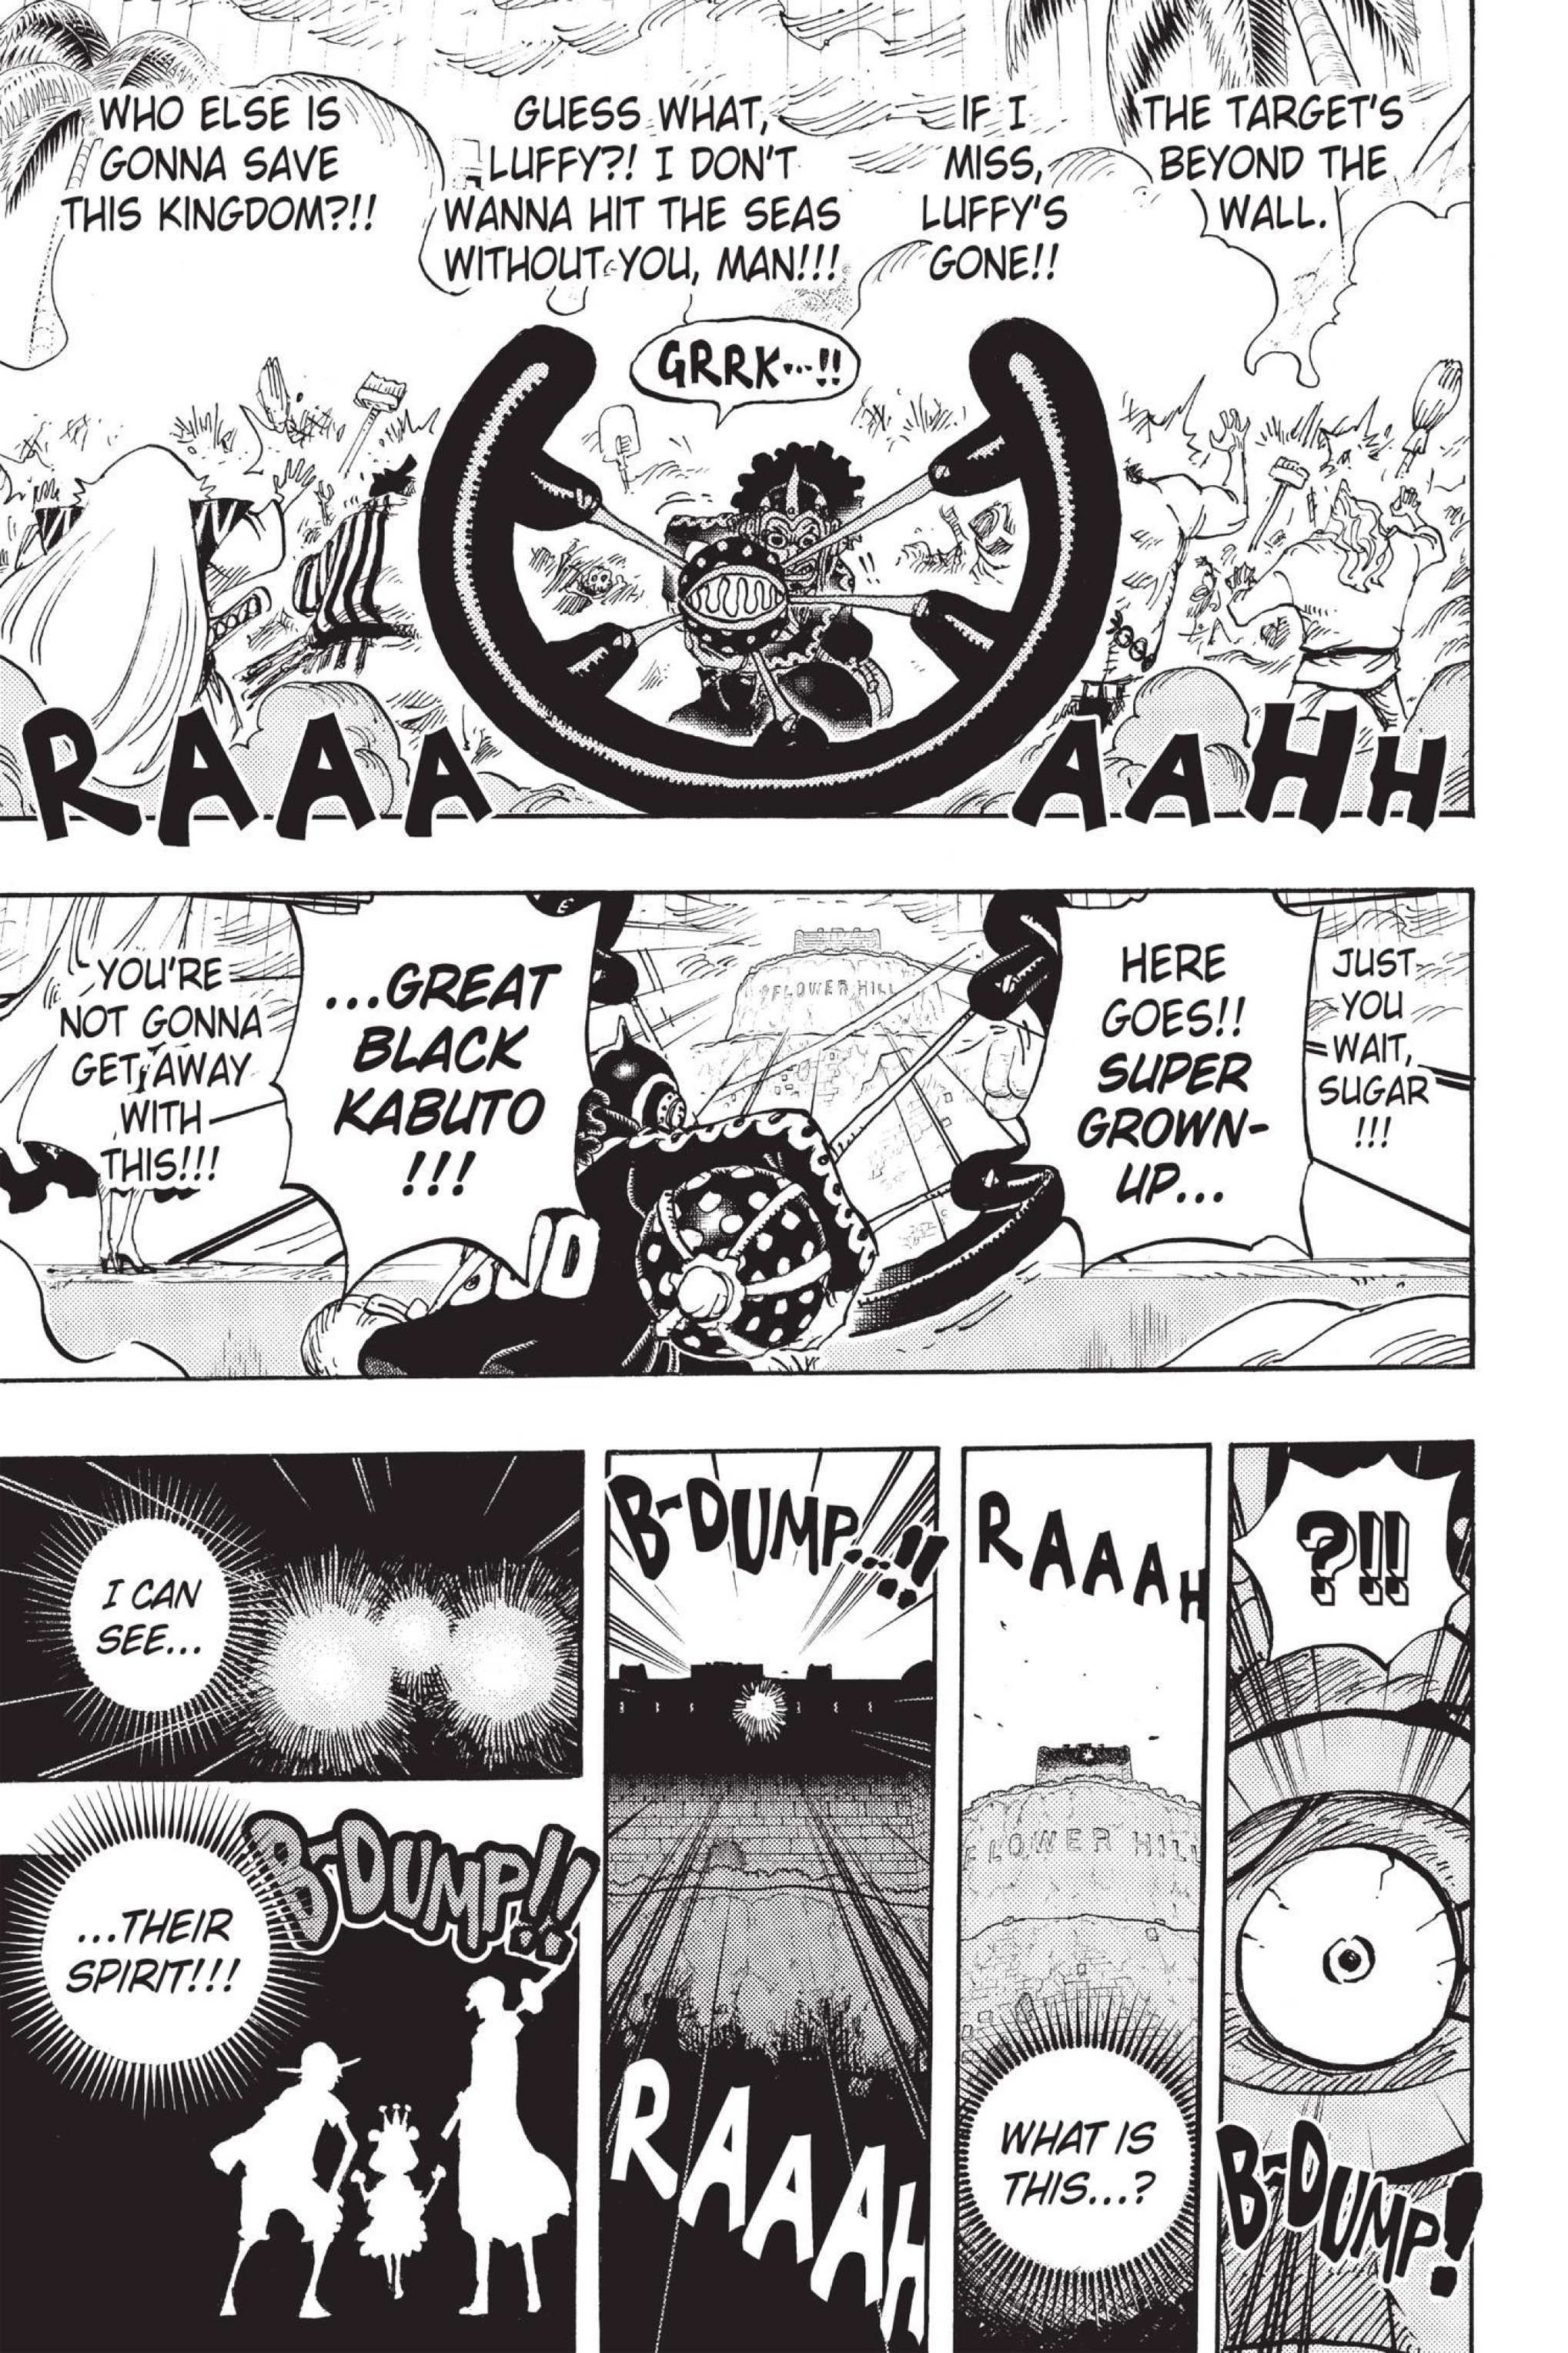 THE TARGET'S
BEYOND THE
WALL.
IF I
MISS,
LUFFY'S
GONE!!
GUESS WHAT,
LUFFY?! I DON'T
WANNA HIT THE SEAS
WITHOUT YOU, MAN!!!
WHO ELSE IS
GONNA SAVE
THIS KINGDOM?!!
GRRK...!!
RAAA
AAHH
JUST
YOU
WAIT,
SUGAR
!!!
HERE
GOES!!
SUPER
GROWN-
UP...
FLOWER HILL
...GREAT
BLACK
KABUTO
!!!
YOU'RE
NOT GONNA
GET AWAY
WITH
THIS!!!
?!!
B-DUMP!
RAAAH
FLOWER HILL
WHAT IS
THIS...?
B-DUMP...!!
RAAAH
I CAN
SEE...
B-DUMP!!
...THEIR
SPIRIT!!!